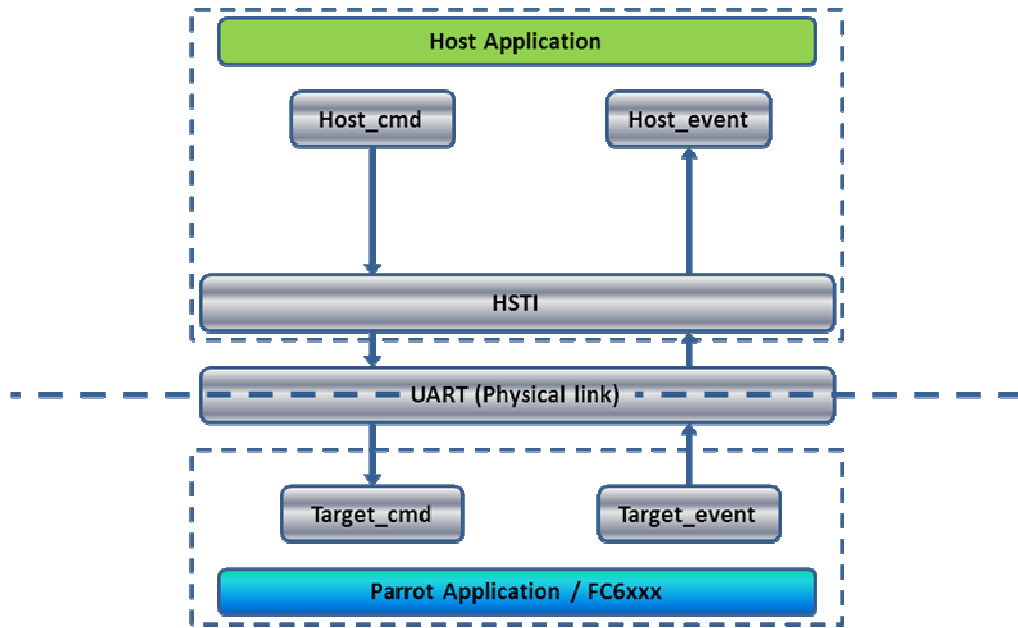 Host Application
Host_cmd
Host_event
HSTI
UART (Physical link)
Target_cmd
Target_event
Parrot Application / FC6xxx